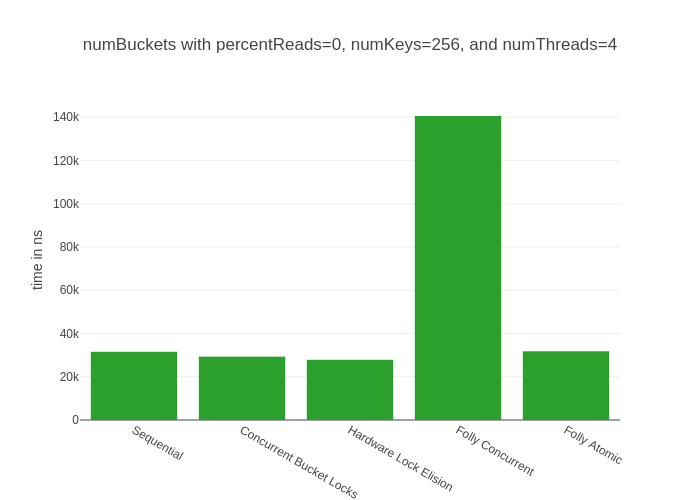 numBuckets with percentReads=0, numKeys=256, and numThreads=4
140k
120k
100k
80k
60k
40k
20k
0
time in ns
Sequential
Concurrent Bucket Locks
Hardware Lock Elision
Folly Concurrent
Folly Atomic